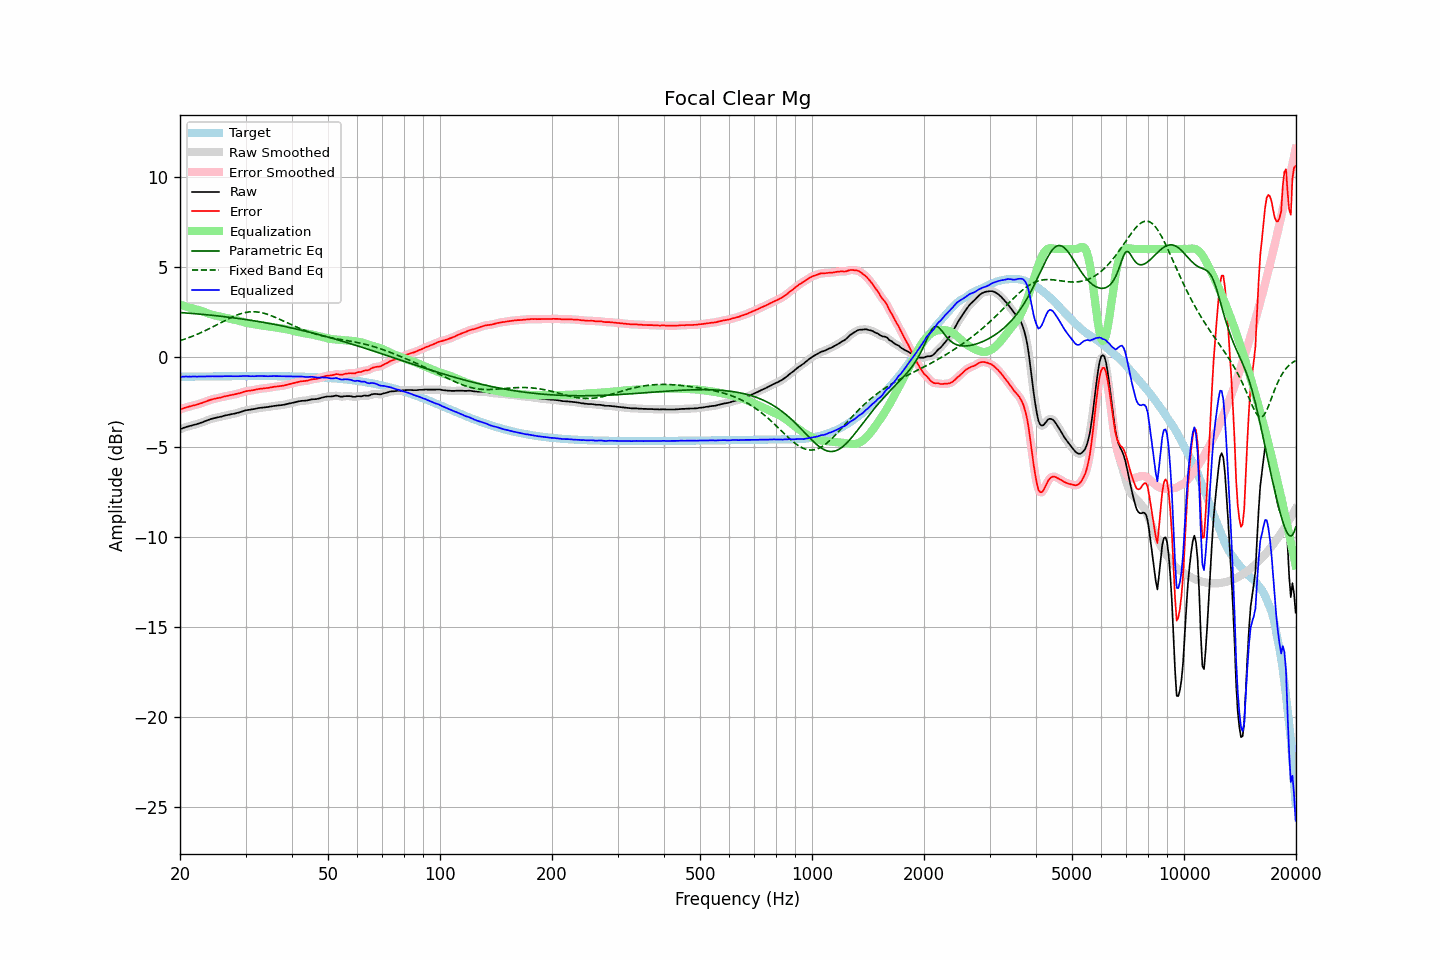 Focal Clear Mg
Target
Raw Smoothed
Error Smoothed
Raw
Error
Equalization
Parametric Eq
Fixed Band Eq
Equalized
10
5
0
−5
−10
−15
−20
−25
Amplitude (dBr)
20 50 100 200 500 1000 2000 5000 10000 20000
Frequency (Hz)